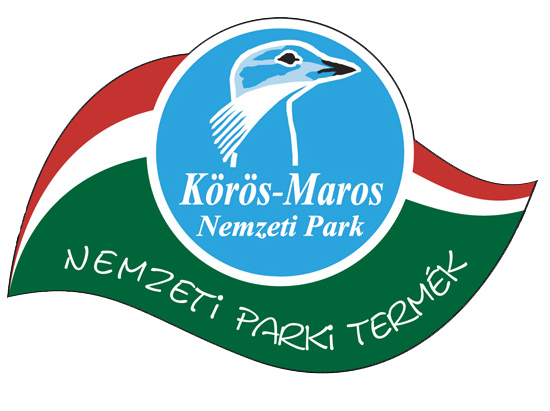 Körös-Maros
Nemzeti Park
NEMZETI PARKI TERMÉK